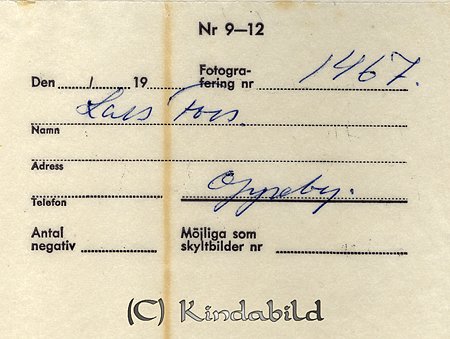 Nr 9—12
Den ......./....... 19...... Fotogra-
fering nr 1467.
Lars Foss.
Namn
Adress
Telefon
Oppeby.
Antal
negativ
Möjliga som
skyltbilder nr
(C) Kindabild